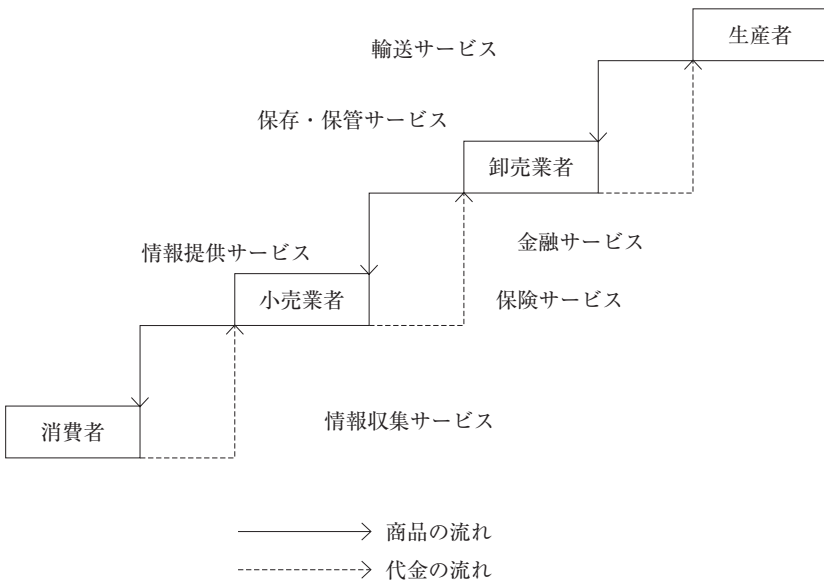 生産者
輸送サービス
保存・保管サービス
卸売業者
金融サービス
情報提供サービス
小売業者
保険サービス
消費者
情報収集サービス
商品の流れ
代金の流れ